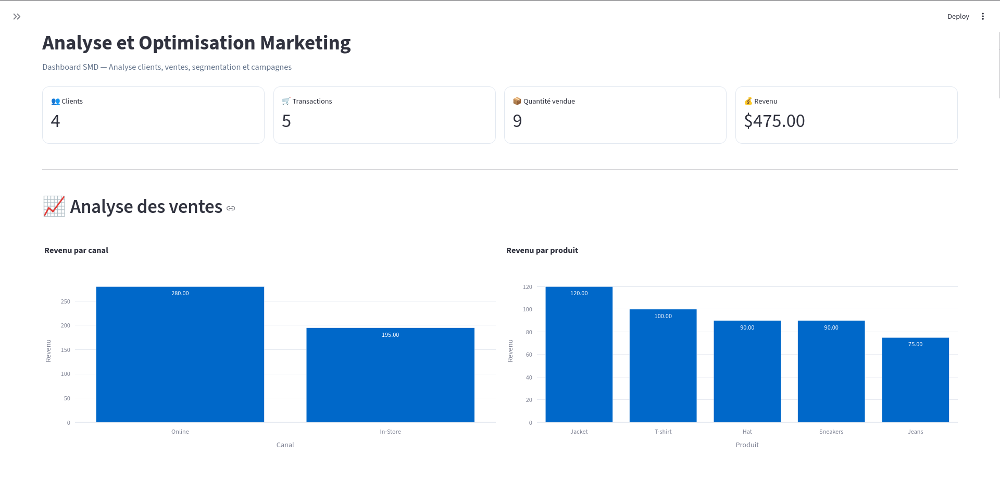 Deploy
Analyse et Optimisation Marketing
Dashboard SMD — Analyse clients, ventes, segmentation et campagnes
👥 Clients
4
🛒 Transactions
5
📦 Quantité vendue
9
💰 Revenu
$475.00
📈 Analyse des ventes
Revenu par canal
280.00
195.00
250
200
150
100
50
0
Revenu
Online
In-Store
Canal
Revenu par produit
120
100
80
60
40
20
0
Revenu
120.00
100.00
90.00
90.00
75.00
Jacket
T-shirt
Hat
Sneakers
Jeans
Produit